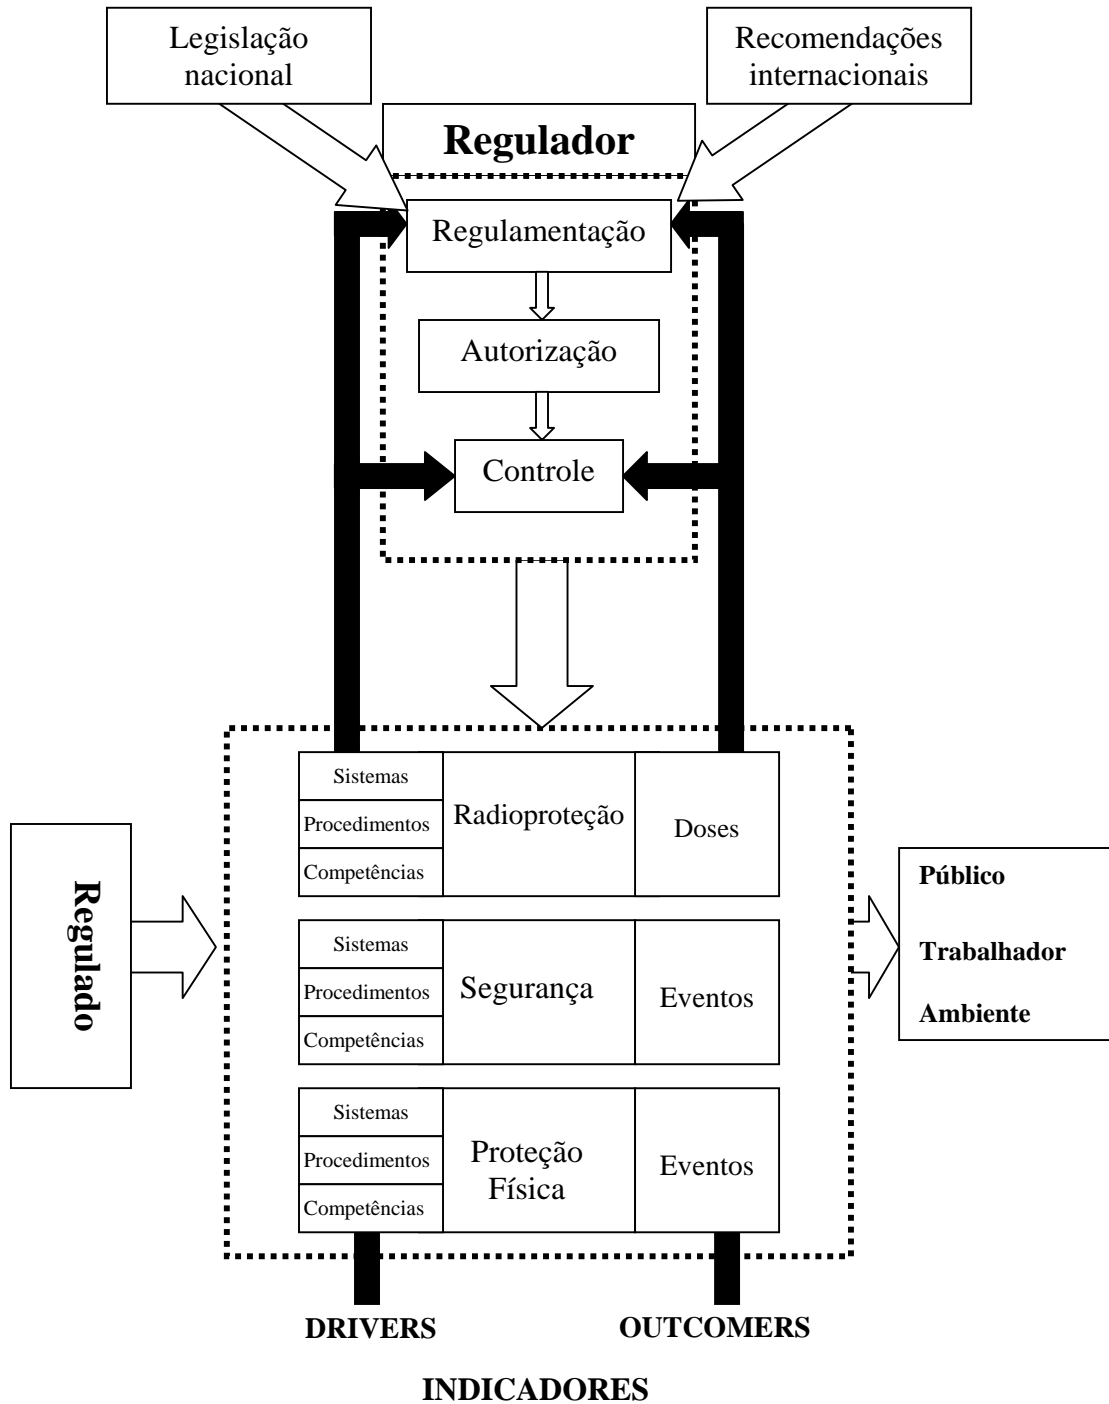 Legislação
nacional
Recomendações
internacionais
Regulador
Regulamentação
Autorização
Controle
Regulado
Sistemas
Procedimentos
Competências
Radioproteção
Doses
Sistemas
Procedimentos
Competências
Segurança
Eventos
Sistemas
Procedimentos
Competências
Proteção
Física
Eventos
Público
Trabalhador
Ambiente
DRIVERS
OUTCOMERS
INDICADORES